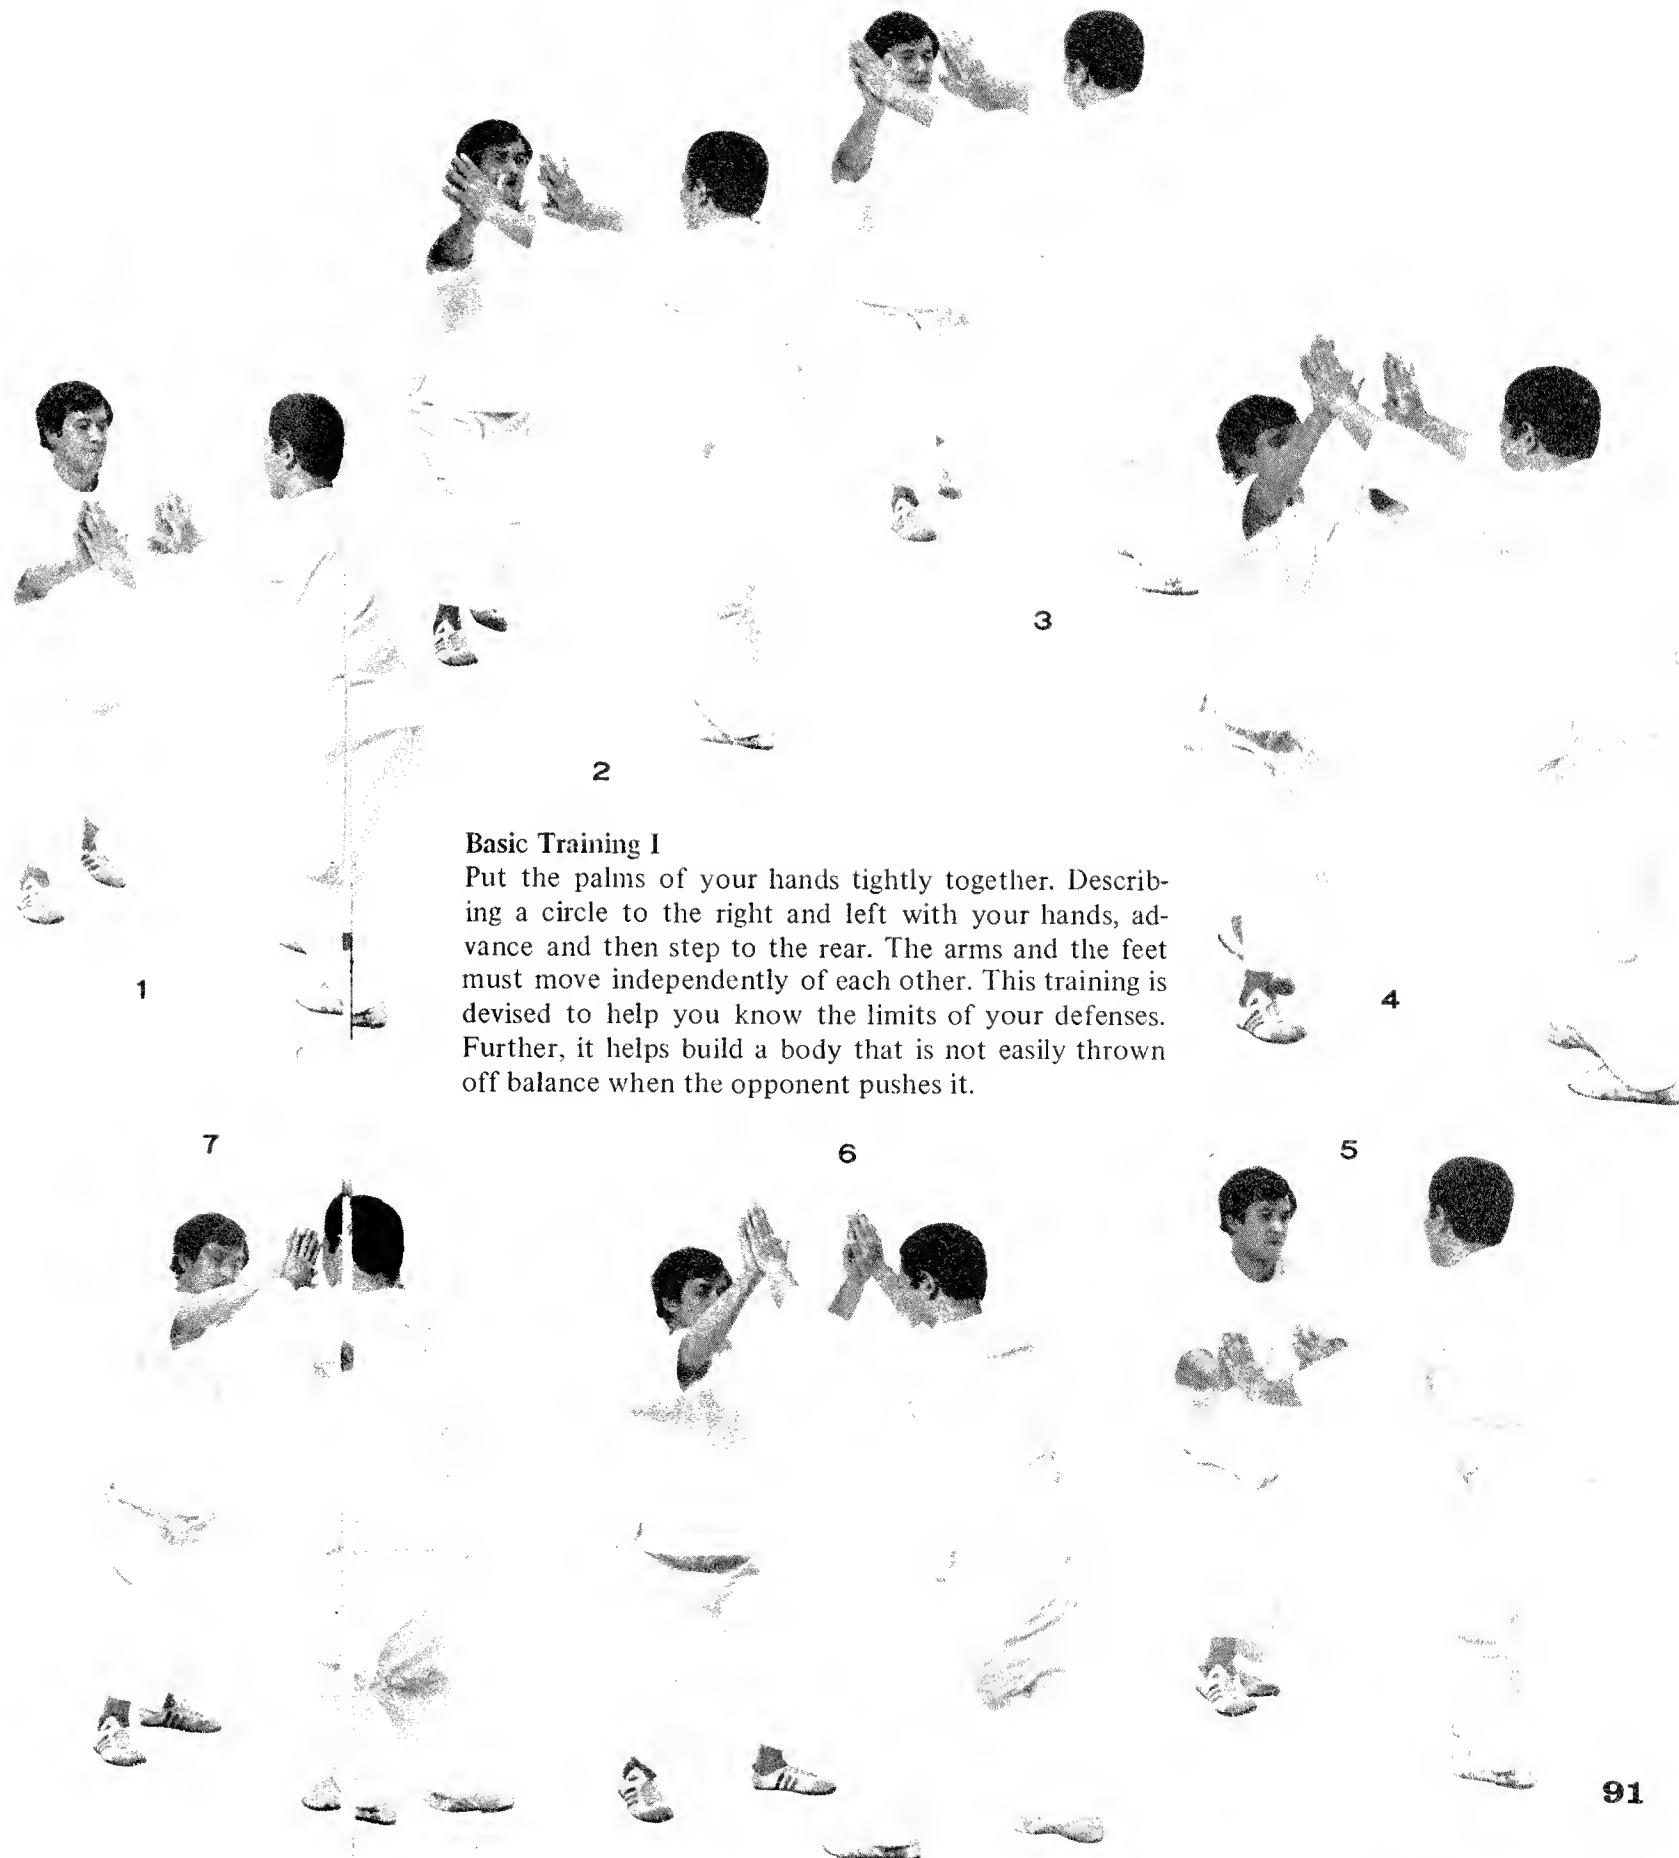 3
2
Basic Training I
Put the palms of your hands tightly together. Describ-
ing a circle to the right and left with your hands, ad-
vance and then step to the rear. The arms and the feet
must move independently of each other. This training is
devised to help you know the limits of your defenses.
Further, it helps build a body that is not easily thrown
off balance when the opponent pushes it.
1
4
7
6
5
91